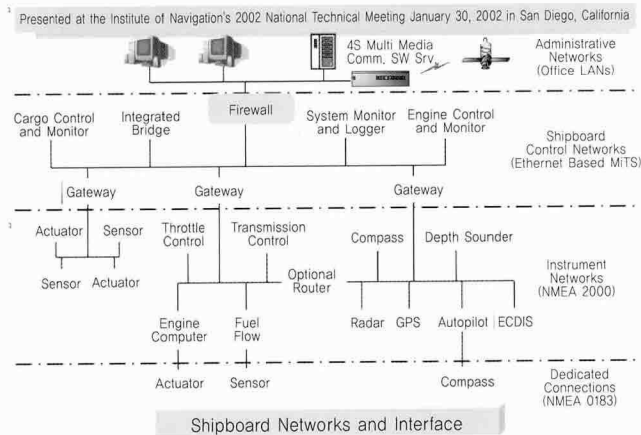 1
Presented at the Institute of Navigation's 2002 National Technical Meeting January 30, 2002 in San Diego, California
4S Multi Media
Comm. SW Srv.
Administrative
Networks
(Office LANs)
Cargo Control
and Monitor
Integrated
Bridge
Firewall
System Monitor
and Logger
Engine Control
and Monitor
Shipboard
Control Networks
(Ethernet Based MiTS)
Gateway
Gateway
Gateway
1
Actuator
Sensor
Throttle
Control
Transmission
Control
Compass
Depth Sounder
Sensor
Actuator
Optional
Router
Instrument
Networks
(NMEA 2000)
Engine
Computer
Fuel
Flow
Radar
GPS
Autopilot
ECDIS
Actuator
Sensor
Compass
Dedicated
Connections
(NMEA 0183)
Shipboard Networks and Interface